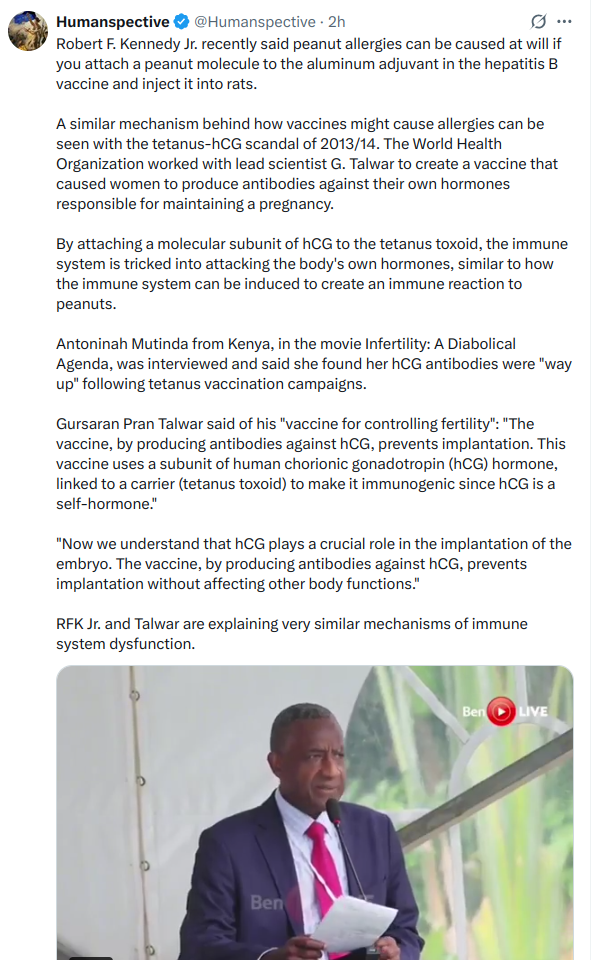 Humanspective @Humanspective · 2h
Robert F. Kennedy Jr. recently said peanut allergies can be caused at will if
you attach a peanut molecule to the aluminum adjuvant in the hepatitis B
vaccine and inject it into rats.
A similar mechanism behind how vaccines might cause allergies can be
seen with the tetanus-hCG scandal of 2013/14. The World Health
Organization worked with lead scientist G. Talwar to create a vaccine that
caused women to produce antibodies against their own hormones
responsible for maintaining a pregnancy.
By attaching a molecular subunit of hCG to the tetanus toxoid, the immune
system is tricked into attacking the body's own hormones, similar to how
the immune system can be induced to create an immune reaction to
peanuts.
Antoninah Mutinda from Kenya, in the movie Infertility: A Diabolical
Agenda, was interviewed and said she found her hCG antibodies were "way
up" following tetanus vaccination campaigns.
Gursaran Pran Talwar said of his "vaccine for controlling fertility": "The
vaccine, by producing antibodies against hCG, prevents implantation. This
vaccine uses a subunit of human chorionic gonadotropin (hCG) hormone,
linked to a carrier (tetanus toxoid) to make it immunogenic since hCG is a
self-hormone."
"Now we understand that hCG plays a crucial role in the implantation of the
embryo. The vaccine, by producing antibodies against hCG, prevents
implantation without affecting other body functions."
RFK Jr. and Talwar are explaining very similar mechanisms of immune
system dysfunction.
Ben LIVE
Ben